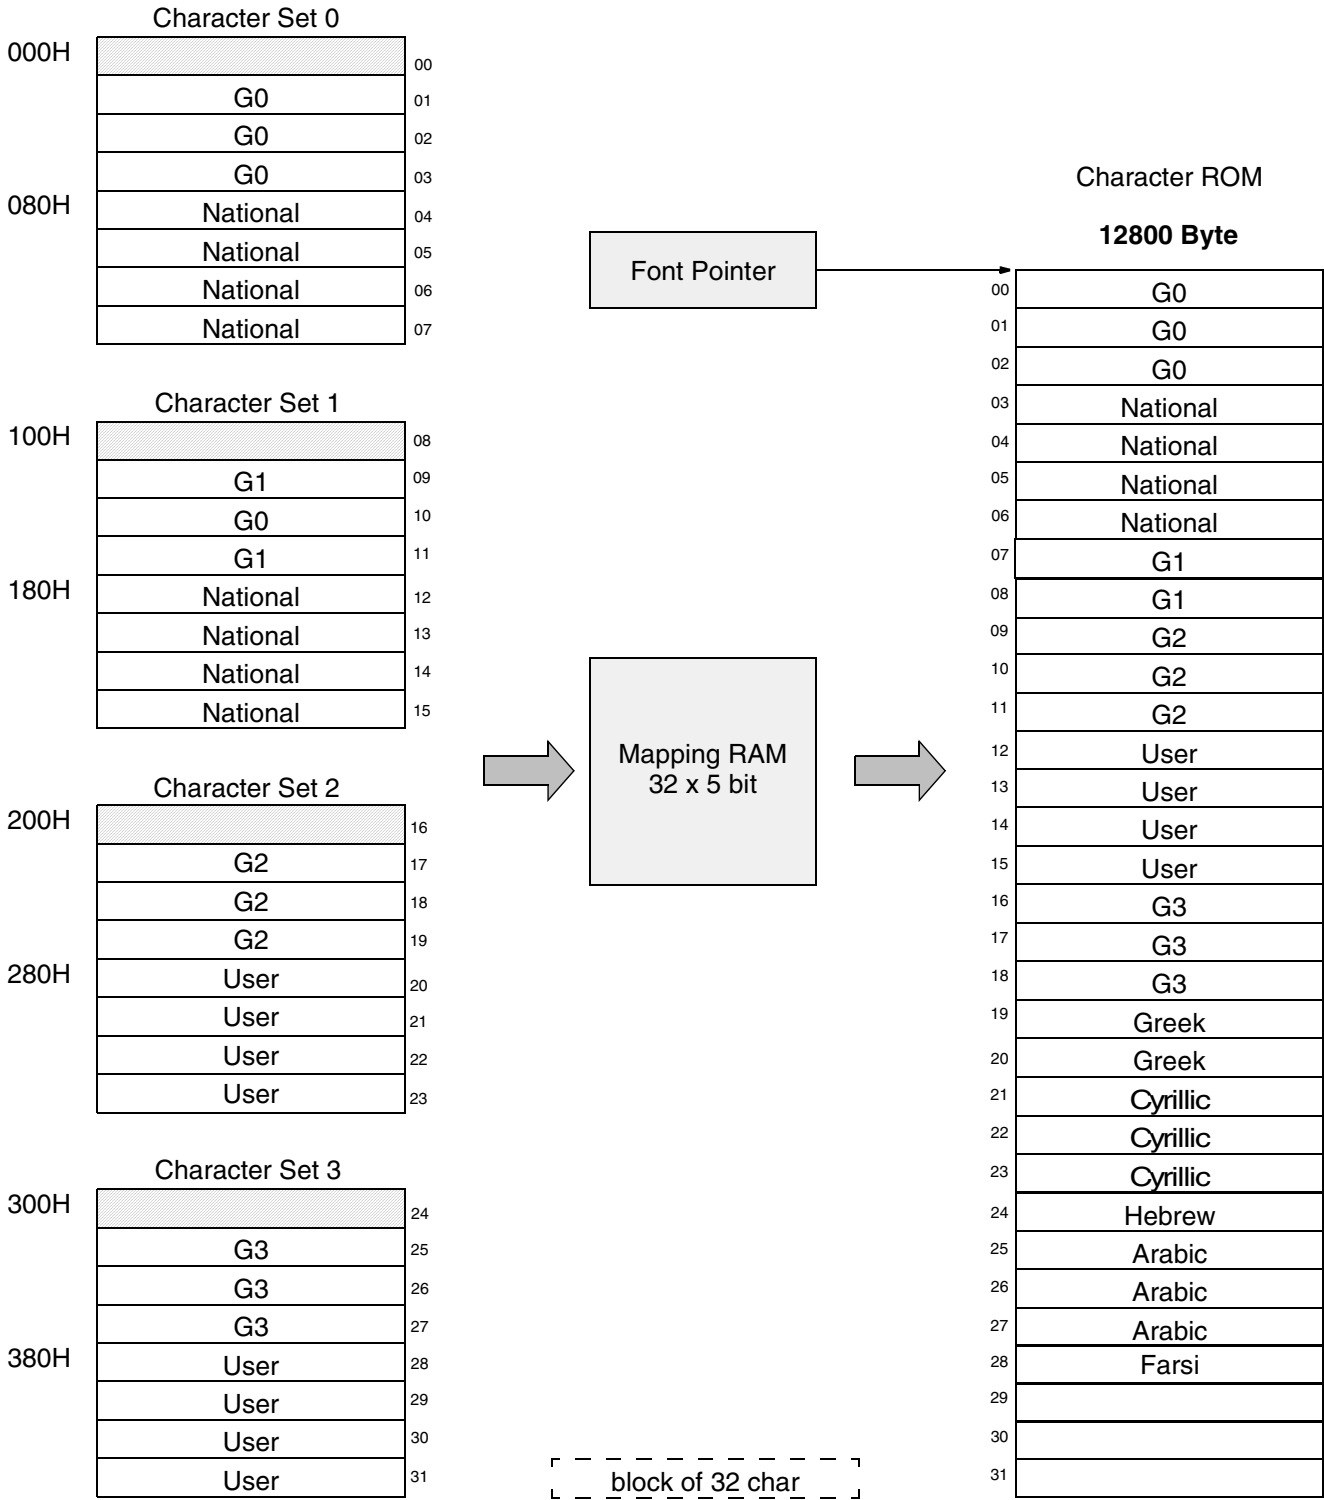 Character Set 0
000H
00
G0 01
G0 02
G0 03
080H National 04
National 05
National 06
National 07
Character Set 1
100H 08
G1 09
G0 10
G1 11
180H National 12
National 13
National 14
National 15
Character Set 2
200H 16
G2 17
G2 18
G2 19
280H User 20
User 21
User 22
User 23
Character Set 3
300H 24
G3 25
G3 26
G3 27
380H User 28
User 29
User 30
User 31
Font Pointer
Mapping RAM
32 x 5 bit
block of 32 char
Character ROM
12800 Byte
00 G0
01 G0
02 G0
03 National
04 National
05 National
06 National
07 G1
08 G1
09 G2
10 G2
11 G2
12 User
13 User
14 User
15 User
16 G3
17 G3
18 G3
19 Greek
20 Greek
21 Cyrillic
22 Cyrillic
23 Cyrillic
24 Hebrew
25 Arabic
26 Arabic
27 Arabic
28 Farsi
29
30
31